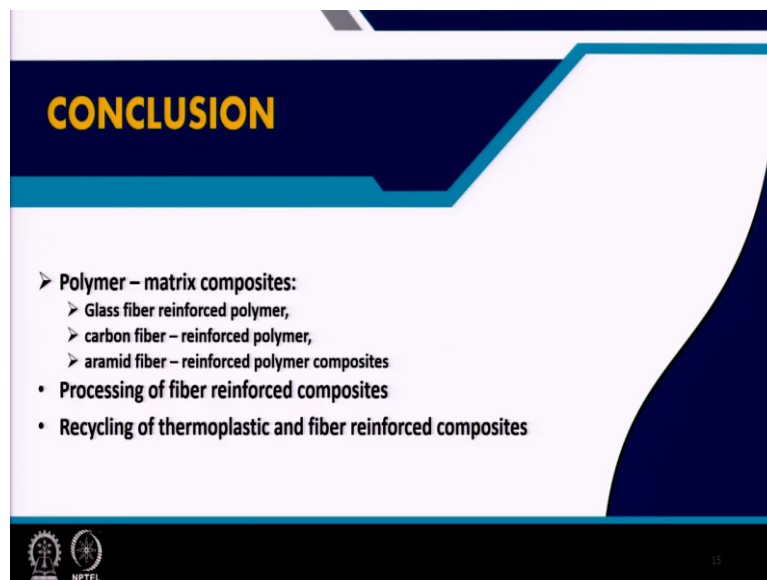 CONCLUSION
➤ Polymer – matrix composites:
➤ Glass fiber reinforced polymer,
➤ carbon fiber – reinforced polymer,
➤ aramid fiber – reinforced polymer composites
• Processing of fiber reinforced composites
• Recycling of thermoplastic and fiber reinforced composites
NPTEL
15